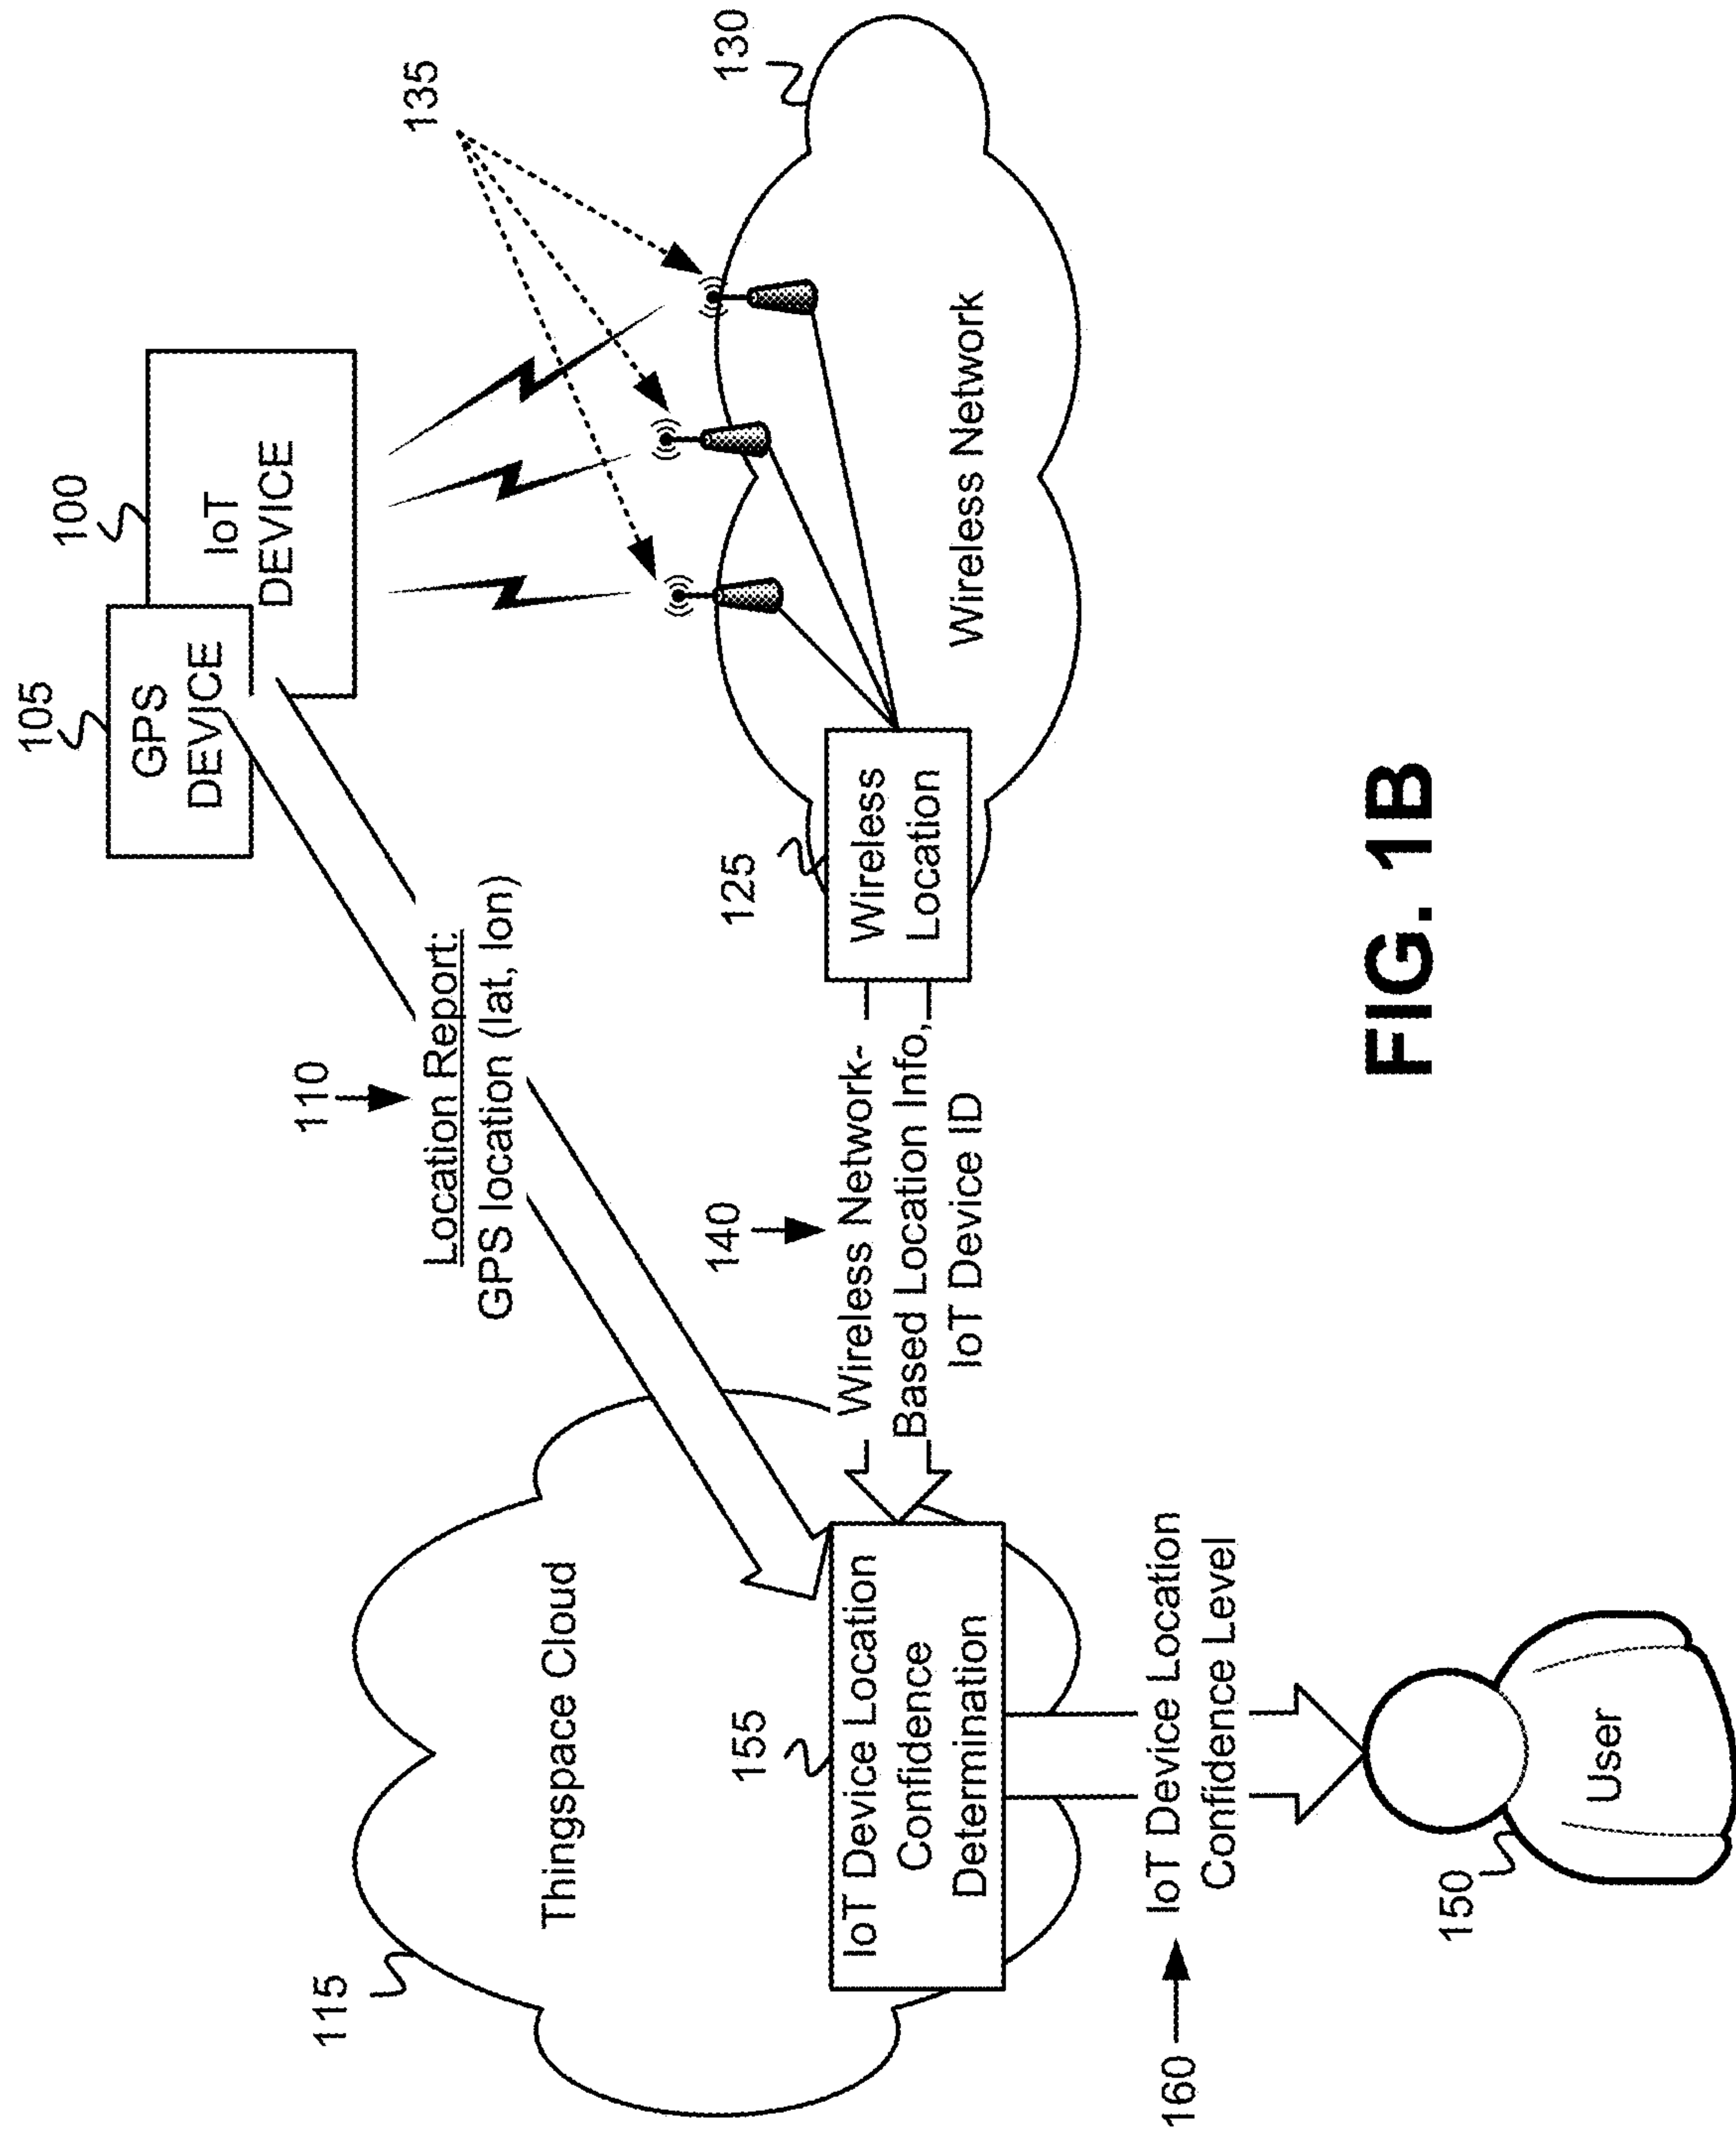 105
100
GPS
DEVICE
IoT
DEVICE
135
110
Location Report:
GPS location (lat, lon)
115
Thingspace Cloud
130
125
Wireless
Location
Wireless Network
140
Wireless Network-
Based Location Info,
IoT Device ID
155
IoT Device Location
Confidence
Determination
160
IoT Device Location
Confidence Level
150
User
FIG. 1B